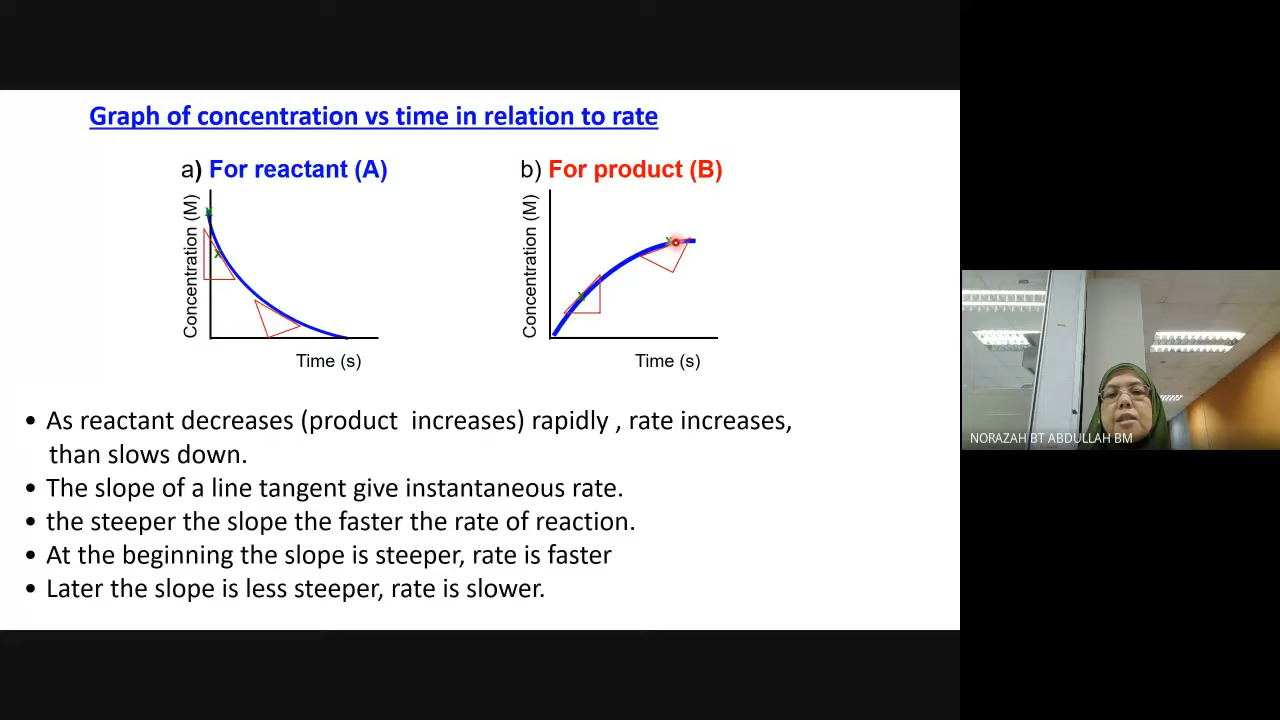 Graph of concentration vs time in relation to rate
a) For reactant (A)
b) For product (B)
Concentration (M)
Time (s)
Concentration (M)
Time (s)
x
x
x
x
• As reactant decreases (product increases) rapidly , rate increases,
than slows down.
• The slope of a line tangent give instantaneous rate.
• the steeper the slope the faster the rate of reaction.
• At the beginning the slope is steeper, rate is faster
• Later the slope is less steeper, rate is slower.
NORAZAH BT ABDULLAH BM